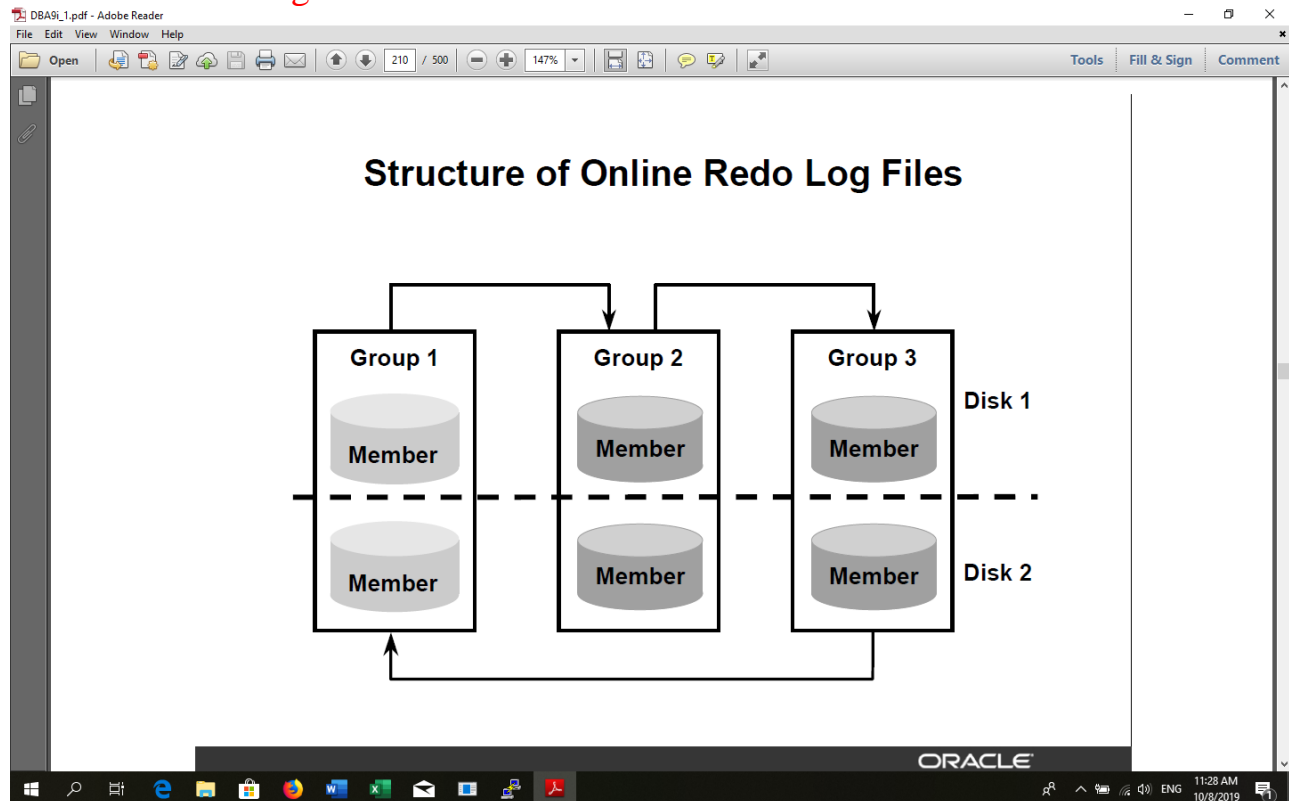 DBA9i_1.pdf - Adobe Reader
File Edit View Window Help
Open 210 / 500 147% Tools Fill & Sign Comment
Structure of Online Redo Log Files
Group 1 Group 2 Group 3
Disk 1
Member Member Member
Member Member Member
Disk 2
ORACLE
ENG 11:28 AM
10/8/2019